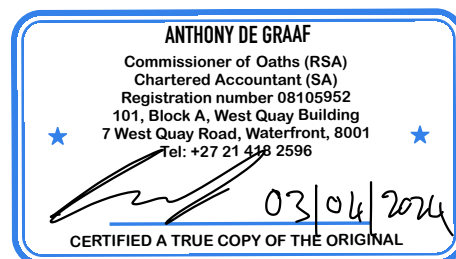 ANTHONY DE GRAAF
Commissioner of Oaths (RSA)
Chartered Accountant (SA)
Registration number 08105952
101, Block A, West Quay Building
7 West Quay Road, Waterfront, 8001
Tel: +27 21 418 2596
03/04/2024
CERTIFIED A TRUE COPY OF THE ORIGINAL